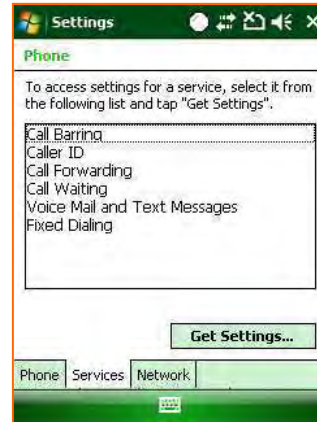 Settings
Phone
To access settings for a service, select it from
the following list and tap "Get Settings".
Call Barring
Caller ID
Call Forwarding
Call Waiting
Voice Mail and Text Messages
Fixed Dialing
Get Settings...
Phone Services Network